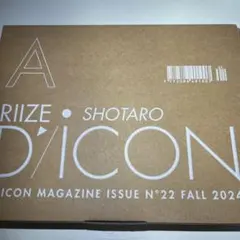 A
RIIZE SHOTARO
D/iCON
ICON MAGAZINE ISSUE N°22 FALL 2024